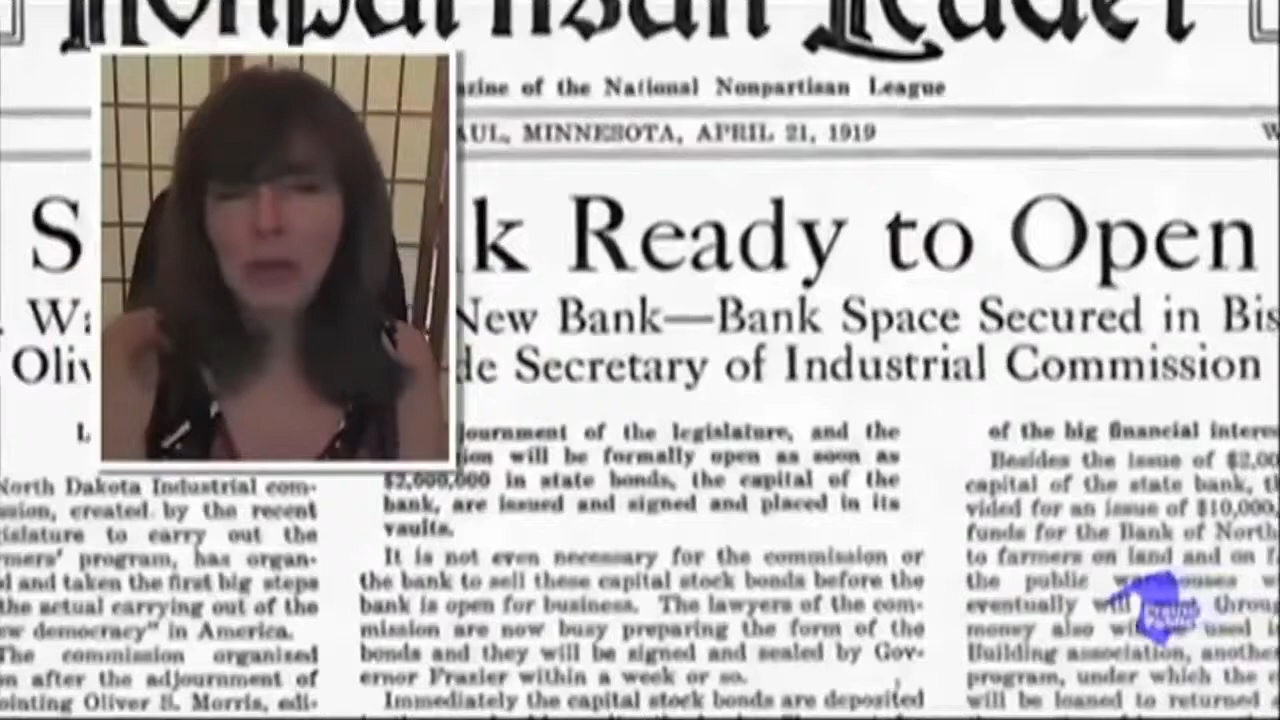 Nonpartisan Leader
zine of the National Nonpartisan League
AUL, MINNESOTA, APRIL 21, 1919
S k Ready to Open
New Bank—Bank Space Secured in Bis
Oliv de Secretary of Industrial Commission
L
North Dakota Industrial com-
sion, created by the recent
gislature to carry out the
rmers' program, has organ-
d and taken the first big steps
the actual carrying out of the
ew democracy" in America.
The commission organized
n after the adjournment of
ointing Oliver S. Morris, edi-
journment of the legislature, and the
ion will be formally open as soon as
$2,000,000 in state bonds, the capital of the
bank, are issued and signed and placed in its
vaults.
It is not even necessary for the commission or
the bank to sell these capital stock bonds before the
bank is open for business. The lawyers of the com-
mission are now busy preparing the form of the
bonds and they will be signed and sealed by Gov-
ernor Frazier within a week or so.
Immediately the capital stock bonds are deposited
of the big financial interes
Besides the issue of $2,00
capital of the state bank, th
vided for an issue of $10,000,
funds for the Bank of North
to farmers on land and on f
the public
eventually will throu
money also used i
Building association, another
program, under which the
will be loaned to returned
Prairie
Public